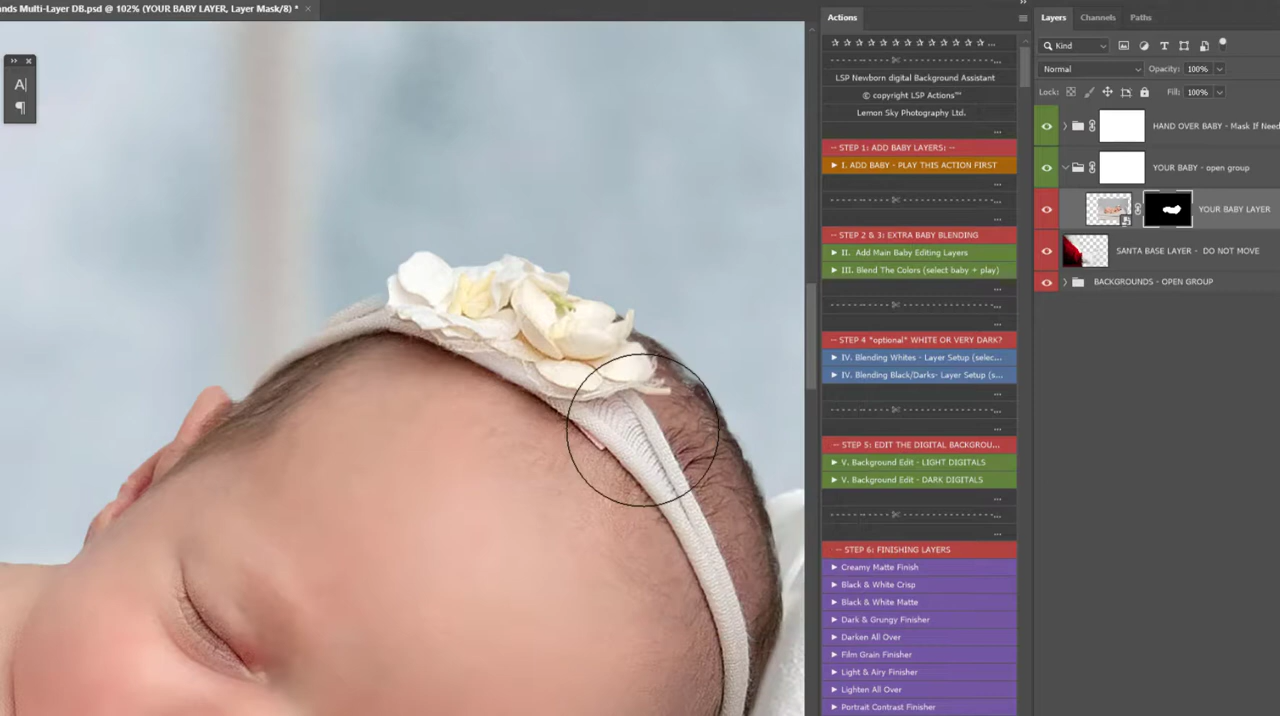 ands Multi-Layer DB.psd @ 102% (YOUR BABY LAYER, Layer Mask/8) *
A
¶
Actions
☆ ☆ ☆ ☆ ☆ ☆ ☆ ☆ ☆ ☆ ☆ ☆ ...
LSP Newborn digital Background Assistant
© copyright LSP Actions™
Lemon Sky Photography Ltd.
-- STEP 1: ADD BABY LAYERS: --
I. ADD BABY - PLAY THIS ACTION FIRST
-- STEP 2 & 3: EXTRA BABY BLENDING
II. Add Main Baby Editing Layers
III. Blend The Colors (select baby + play)
STEP 4 *optional* WHITE OR VERY DARK?
IV. Blending Whites - Layer Setup (selec...
IV. Blending Black/Darks- Layer Setup (s...
-- STEP 5: EDIT THE DIGITAL BACKGROU...
V. Background Edit - LIGHT DIGITALS
V. Background Edit - DARK DIGITALS
-- STEP 6: FINISHING LAYERS
Creamy Matte Finish
Black & White Crisp
Black & White Matte
Dark & Grungy Finisher
Darken All Over
Film Grain Finisher
Light & Airy Finisher
Lighten All Over
Portrait Contrast Finisher
Layers Channels Paths
Kind
Normal Opacity: 100%
Lock: Fill: 100%
HAND OVER BABY - Mask If Need
YOUR BABY - open group
YOUR BABY LAYER
SANTA BASE LAYER - DO NOT MOVE
BACKGROUNDS - OPEN GROUP